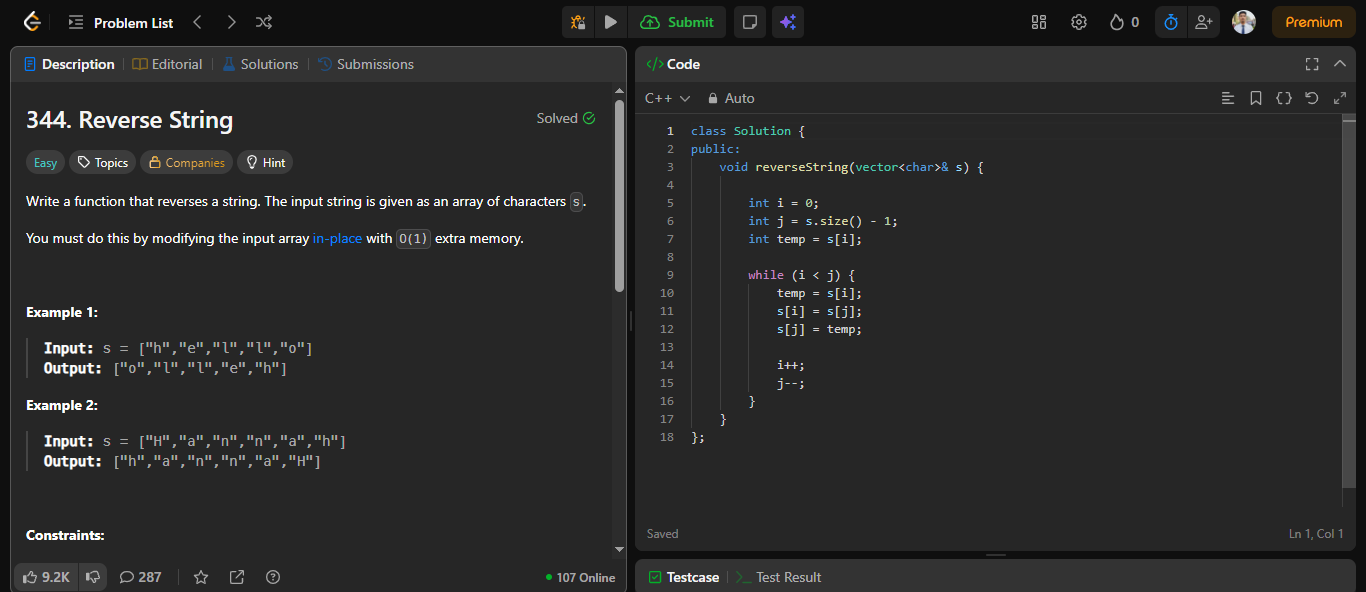 Problem List
Submit
0
Premium
Description
Editorial
Solutions
Submissions
344. Reverse String
Solved
Easy
Topics
Companies
Hint
Write a function that reverses a string. The input string is given as an array of characters s.
You must do this by modifying the input array in-place with O(1) extra memory.
Example 1:
Input: s = ["h","e","l","l","o"]
Output: ["o","l","l","e","h"]
Example 2:
Input: s = ["H","a","n","n","a","h"]
Output: ["h","a","n","n","a","H"]
Constraints:
9.2K
287
107 Online
</>Code
C++
Auto
1 class Solution {
2 public:
3     void reverseString(vector<char>& s) {
4
5         int i = 0;
6         int j = s.size() - 1;
7         int temp = s[i];
8
9         while (i < j) {
10             temp = s[i];
11             s[i] = s[j];
12             s[j] = temp;
13
14             i++;
15             j--;
16         }
17     }
18 };
Saved
Ln 1, Col 1
Testcase
Test Result